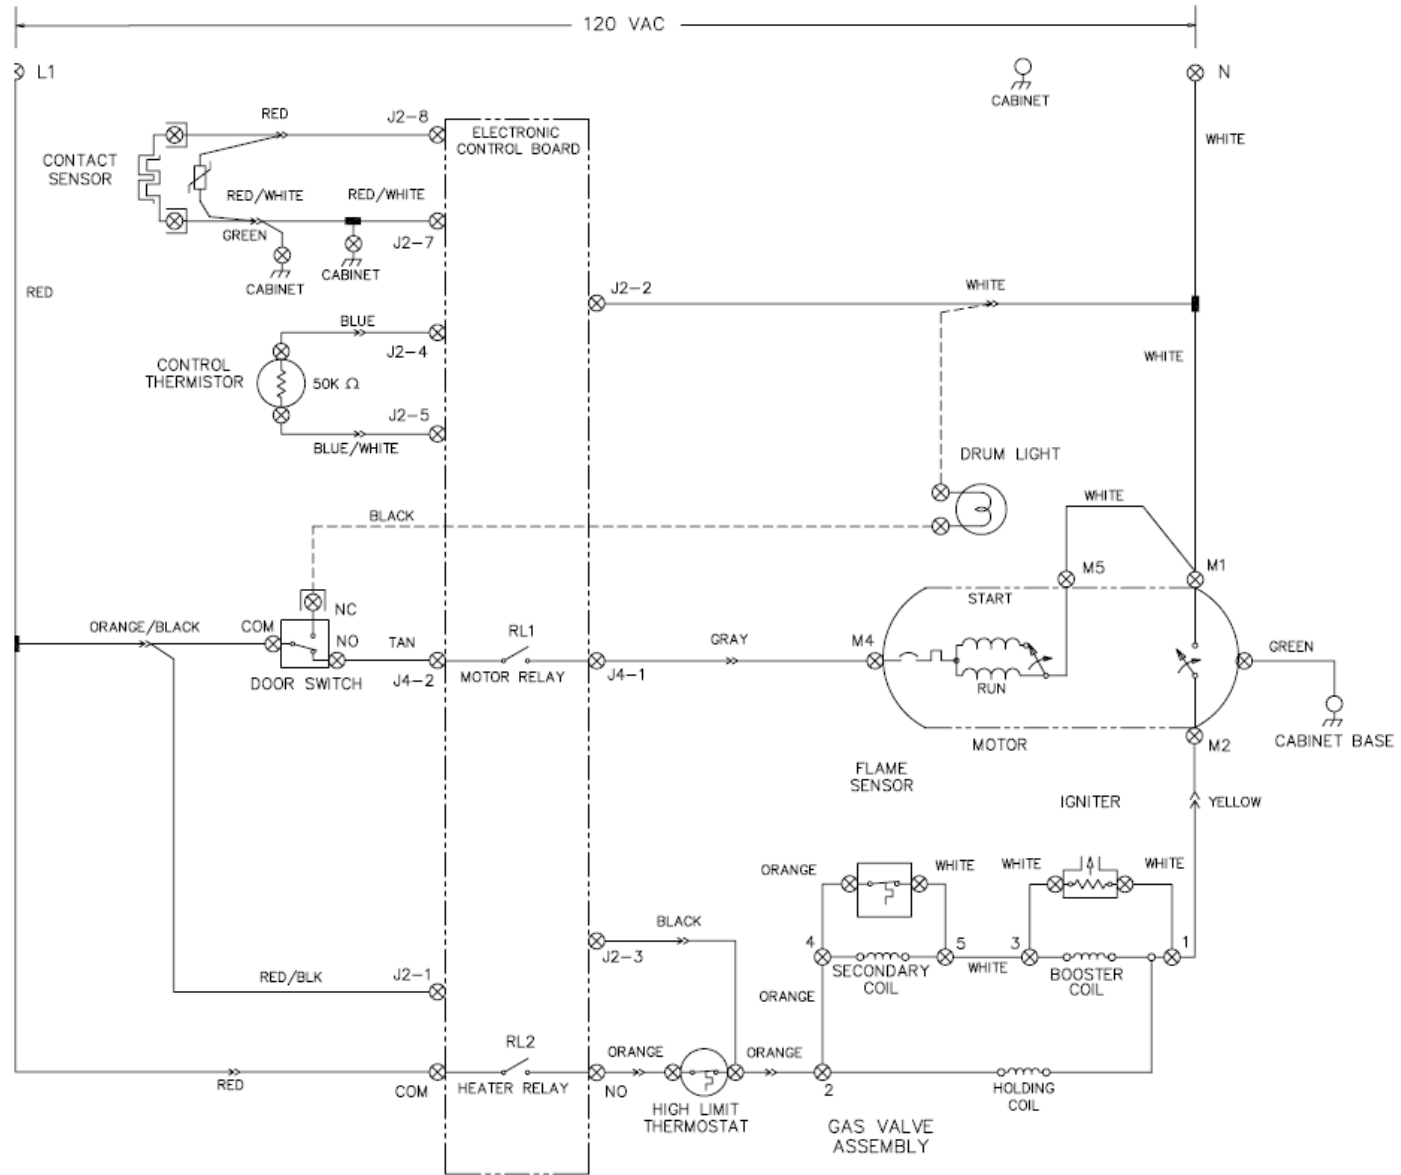 120 VAC
L1
N
CABINET
RED
J2-8
ELECTRONIC
CONTROL BOARD
WHITE
CONTACT
SENSOR
RED/WHITE
RED/WHITE
GREEN
J2-7
CABINET
CABINET
RED
J2-2
WHITE
BLUE
J2-4
WHITE
CONTROL
THERMISTOR
50K Ω
J2-5
BLUE/WHITE
DRUM LIGHT
WHITE
BLACK
M5
M1
NC
START
ORANGE/BLACK
COM
NO
TAN
RL1
GRAY
M4
GREEN
DOOR SWITCH
J4-2
MOTOR RELAY
J4-1
RUN
MOTOR
M2
CABINET BASE
FLAME
SENSOR
IGNITER
YELLOW
ORANGE
WHITE
WHITE
WHITE
BLACK
4
5
3
1
J2-3
SECONDARY
COIL
WHITE
BOOSTER
COIL
RED/BLK
J2-1
ORANGE
RL2
ORANGE
ORANGE
RED
COM
HEATER RELAY
NO
2
HOLDING
COIL
HIGH LIMIT
THERMOSTAT
GAS VALVE
ASSEMBLY